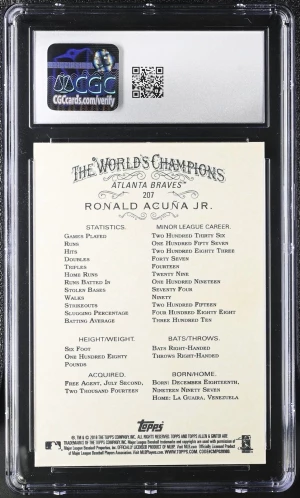 CGC
CGCcards.com/verify
THE WORLD'S CHAMPIONS
ATLANTA BRAVES™
207
RONALD ACUÑA JR.
STATISTICS. MINOR LEAGUE CAREER.
Games Played Two Hundred Thirty Six
Runs One Hundred Fifty Seven
Hits Two Hundred Eighty Three
Doubles Forty Seven
Triples Fourteen
Home Runs Twenty Nine
Runs Batted In One Hundred Nineteen
Stolen Bases Seventy Four
Walks Ninety
Strikeouts Two Hundred Fifteen
Slugging Percentage Four Hundred Eighty Eight
Batting Average Three Hundred Ten
HEIGHT/WEIGHT. BATS/THROWS.
Six Foot Bats Right-Handed
One Hundred Eighty Throws Right-Handed
Pounds
ACQUIRED. BORN/HOME.
Free Agent, July Second, Born: December Eighteenth,
Two Thousand Fourteen Nineteen Ninety Seven
Home: La Guaira, Venezuela
Topps